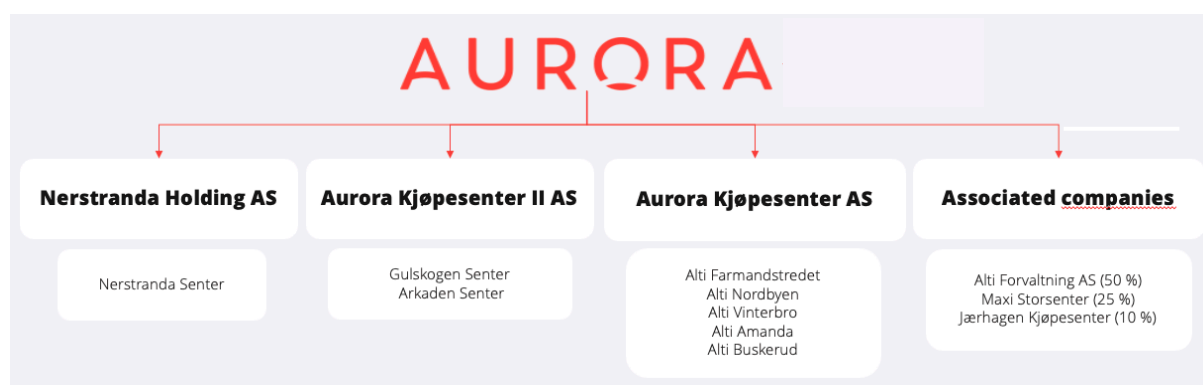 AURORA
Nerstranda Holding AS
Nerstranda Senter
Aurora Kjøpesenter II AS
Gulskogen Senter
Arkaden Senter
Aurora Kjøpesenter AS
Alti Farmandstredet
Alti Nordbyen
Alti Vinterbro
Alti Amanda
Alti Buskerud
Associated companies
Alti Forvaltning AS (50 %)
Maxi Storsenter (25 %)
Jærhagen Kjøpesenter (10 %)